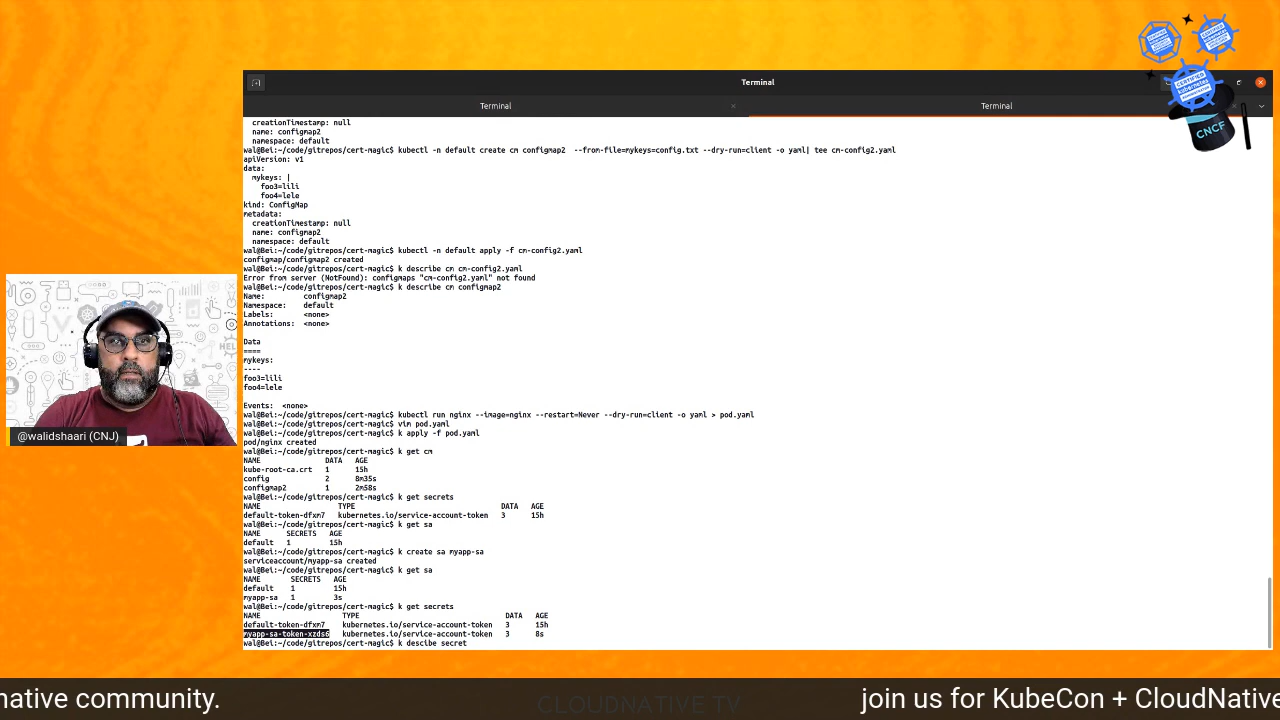 Terminal
Terminal
Terminal
creationTimestamp: null
name: configmap2
namespace: default
wal@Bei:~/code/gitrepos/cert-magic$ kubectl -n default create cm configmap2  --from-file=mykeys=config.txt --dry-run=client -o yaml| tee cm-config2.yaml
apiVersion: v1
data:
mykeys: |
foo3=lili
foo4=lele
kind: ConfigMap
metadata:
creationTimestamp: null
name: configmap2
namespace: default
wal@Bei:~/code/gitrepos/cert-magic$ kubectl -n default apply -f cm-config2.yaml
configmap/configmap2 created
wal@Bei:~/code/gitrepos/cert-magic$ k describe cm cm-config2.yaml
Error from server (NotFound): configmaps "cm-config2.yaml" not found
wal@Bei:~/code/gitrepos/cert-magic$ k describe cm configmap2
Name: configmap2
Namespace: default
Labels: <none>
Annotations: <none>
Data
====
mykeys:
----
foo3=lili
foo4=lele
Events: <none>
wal@Bei:~/code/gitrepos/cert-magic$ kubectl run nginx --image=nginx --restart=Never --dry-run=client -o yaml > pod.yaml
wal@Bei:~/code/gitrepos/cert-magic$ vim pod.yaml
wal@Bei:~/code/gitrepos/cert-magic$ k apply -f pod.yaml
pod/nginx created
wal@Bei:~/code/gitrepos/cert-magic$ k get cm
NAME DATA AGE
kube-root-ca.crt 1 15h
config 2 8m35s
configmap2 1 2m58s
wal@Bei:~/code/gitrepos/cert-magic$ k get secrets
NAME TYPE DATA AGE
default-token-dfxm7 kubernetes.io/service-account-token 3 15h
wal@Bei:~/code/gitrepos/cert-magic$ k get sa
NAME SECRETS AGE
default 1 15h
wal@Bei:~/code/gitrepos/cert-magic$ k create sa myapp-sa
serviceaccount/myapp-sa created
wal@Bei:~/code/gitrepos/cert-magic$ k get sa
NAME SECRETS AGE
default 1 15h
myapp-sa 1 3s
wal@Bei:~/code/gitrepos/cert-magic$ k get secrets
NAME TYPE DATA AGE
default-token-dfxm7 kubernetes.io/service-account-token 3 15h
myapp-sa-token-xzds6 kubernetes.io/service-account-token 3 8s
wal@Bei:~/code/gitrepos/cert-magic$ k descibe secret
CNCF
@walidshaari (CNJ)
native community.
CLOUDNATIVE TV
join us for KubeCon + CloudNative